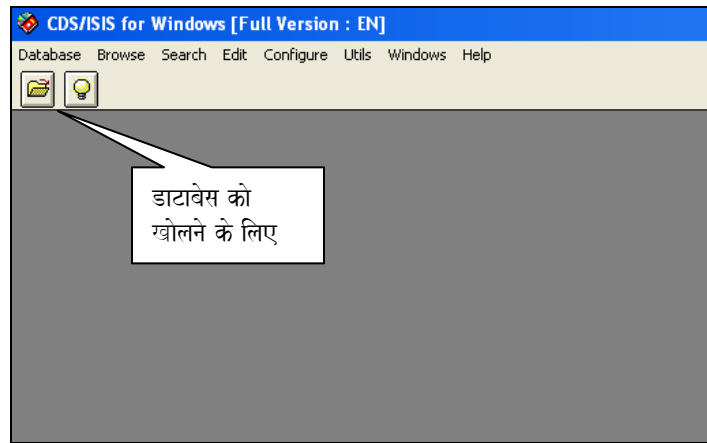 CDS/ISIS for Windows [Full Version : EN]
Database Browse Search Edit Configure Utils Windows Help
डाटाबेस को
खोलने के लिए